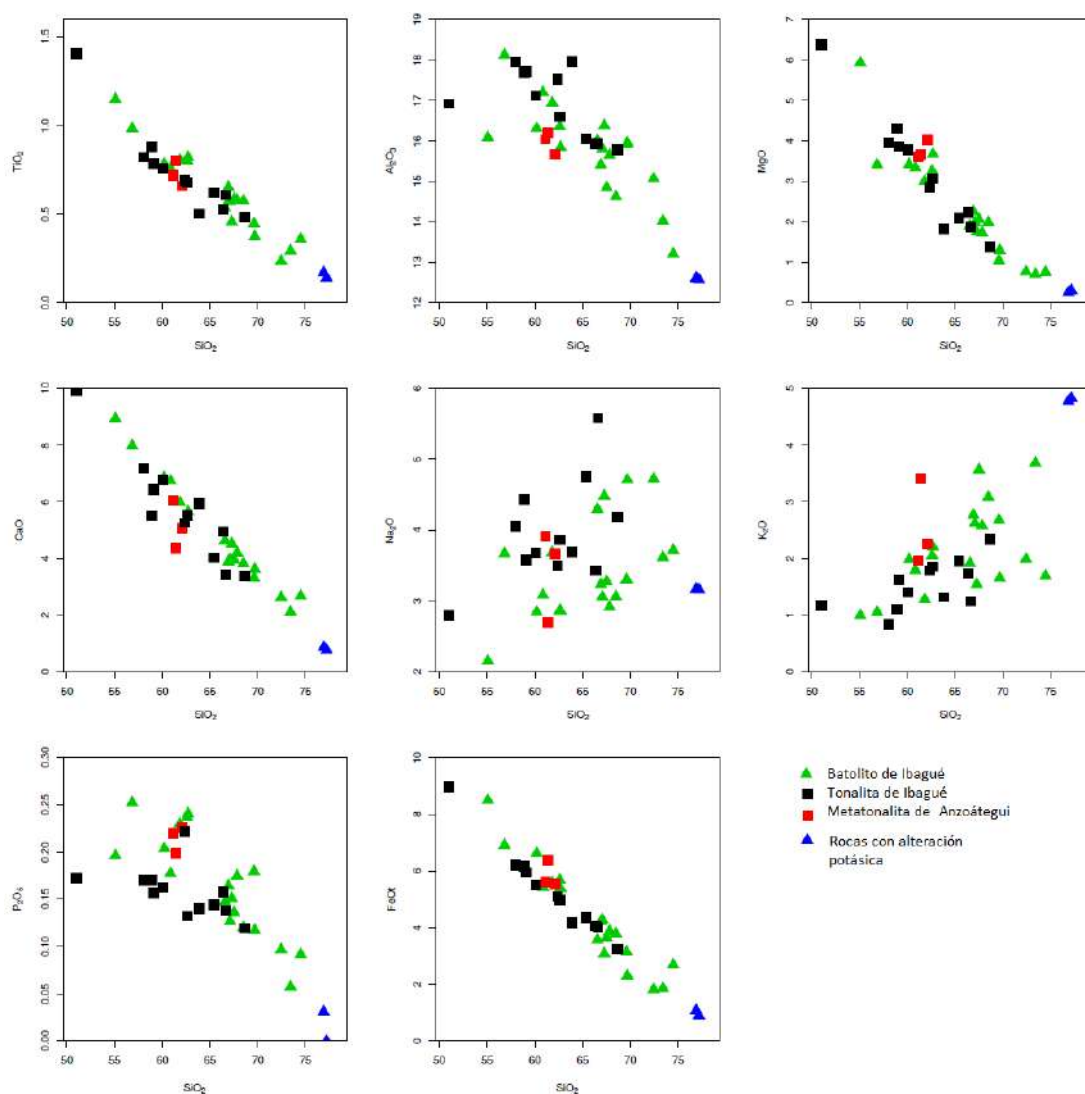 TiO₂
0.0
0.5
1.0
1.5
50 55 60 65 70 75
SiO₂
Al₂O₃
12 13 14 15 16 17 18 19
50 55 60 65 70 75
SiO₂
MgO
0 1 2 3 4 5 6 7
50 55 60 65 70 75
SiO₂
CaO
0 2 4 6 8 10
50 55 60 65 70 75
SiO₂
Na₂O
2 3 4 5 6
50 55 60 65 70 75
SiO₂
K₂O
0 1 2 3 4 5
50 55 60 65 70 75
SiO₂
P₂O₅
0.00 0.05 0.10 0.15 0.20 0.25 0.30
50 55 60 65 70 75
SiO₂
FeOt
0 2 4 6 8 10
50 55 60 65 70 75
SiO₂
Batolito de Ibagué
Tonalita de Ibagué
Metatonalita de Anzoátegui
Rocas con alteración
potásica